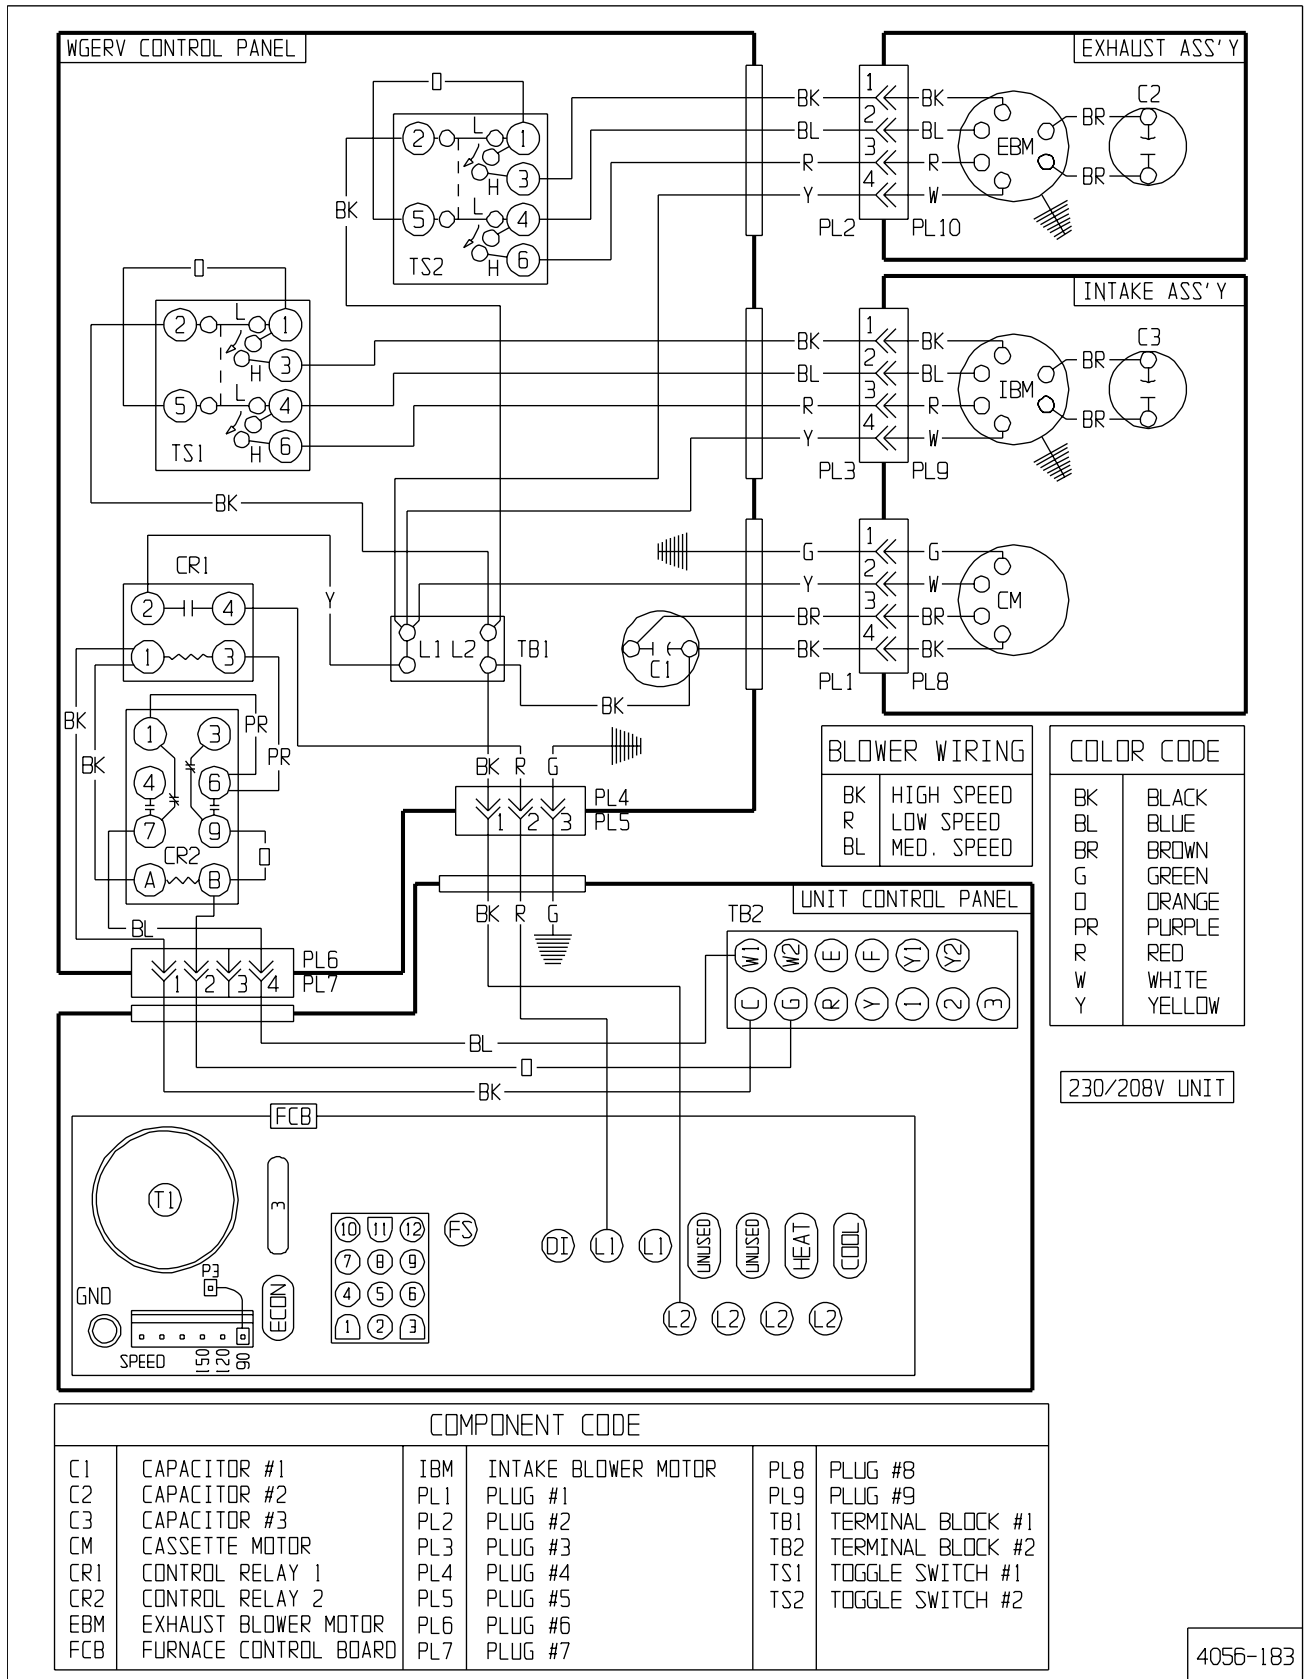 WGERV CONTROL PANEL
EXHAUST ASS'Y
O
BK
BL
R
Y
1
2
3
4
BK
BL
R
W
EBM
BR
BR
C2
PL2
PL10
2
L
1
H
3
5
L
4
H
6
TS2
BK
INTAKE ASS'Y
O
2
L
1
H
3
5
L
4
H
6
TS1
BK
BL
R
Y
1
2
3
4
BK
BL
R
W
IBM
BR
BR
C3
PL3
PL9
BK
G
Y
BR
BK
1
2
3
4
G
W
BR
BK
CM
PL1
PL8
CR1
2
4
1
3
Y
L1 L2
TB1
C1
BK
BK
BK
PR
PR
1
3
4
6
7
9
CR2
A
B
O
BL
BK R G
1 2 3
PL4
PL5
BK R G
BLOWER WIRING
BK HIGH SPEED
R LOW SPEED
BL MED. SPEED
COLOR CODE
BK BLACK
BL BLUE
BR BROWN
G GREEN
O ORANGE
PR PURPLE
R RED
W WHITE
Y YELLOW
230/208V UNIT
UNIT CONTROL PANEL
1 2 3 4
PL6
PL7
TB2
W1 W2 E F Y1 Y2
C G R Y 1 2 3
BL
O
BK
FCB
T1
3
10 11 12
7 8 9
4 5 6
1 2 3
FS
DI
L1
L1
UNUSED
UNUSED
HEAT
COOL
L2
L2
L2
L2
P3
GND
ECON
SPEED
150
120
90
COMPONENT CODE
C1 CAPACITOR #1
C2 CAPACITOR #2
C3 CAPACITOR #3
CM CASSETTE MOTOR
CR1 CONTROL RELAY 1
CR2 CONTROL RELAY 2
EBM EXHAUST BLOWER MOTOR
FCB FURNACE CONTROL BOARD
IBM INTAKE BLOWER MOTOR
PL1 PLUG #1
PL2 PLUG #2
PL3 PLUG #3
PL4 PLUG #4
PL5 PLUG #5
PL6 PLUG #6
PL7 PLUG #7
PL8 PLUG #8
PL9 PLUG #9
TB1 TERMINAL BLOCK #1
TB2 TERMINAL BLOCK #2
TS1 TOGGLE SWITCH #1
TS2 TOGGLE SWITCH #2
4056-183